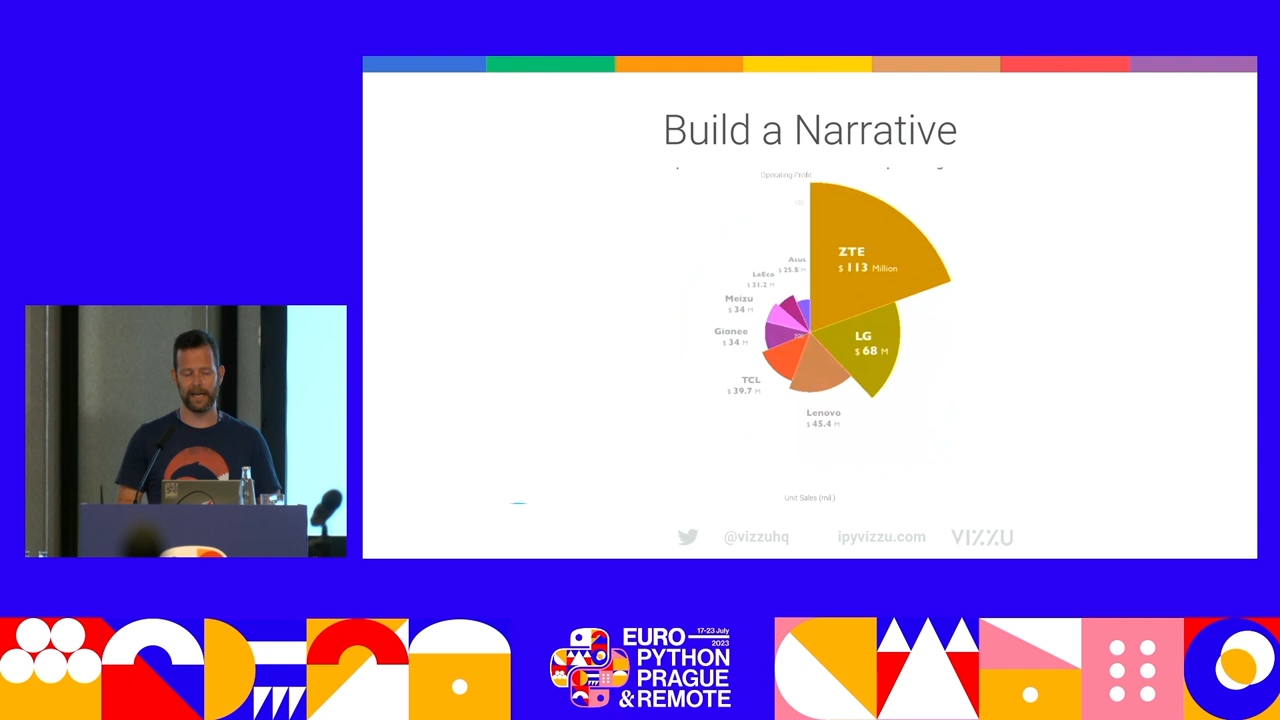 Build a Narrative
Operating Profit
ZTE
$ 113 Million
Asus
$ 25.8 M
LeEco
$ 31.2 M
Meizu
$ 34 M
Gionee
$ 34 M
LG
$ 68 M
TCL
$ 39.7 M
Lenovo
$ 45.4 M
Unit Sales (mil)
@vizzuhq
ipyvizzu.com
VIZZU
17-23 July
2023
EURO
PYTHON
PRAGUE
& REMOTE